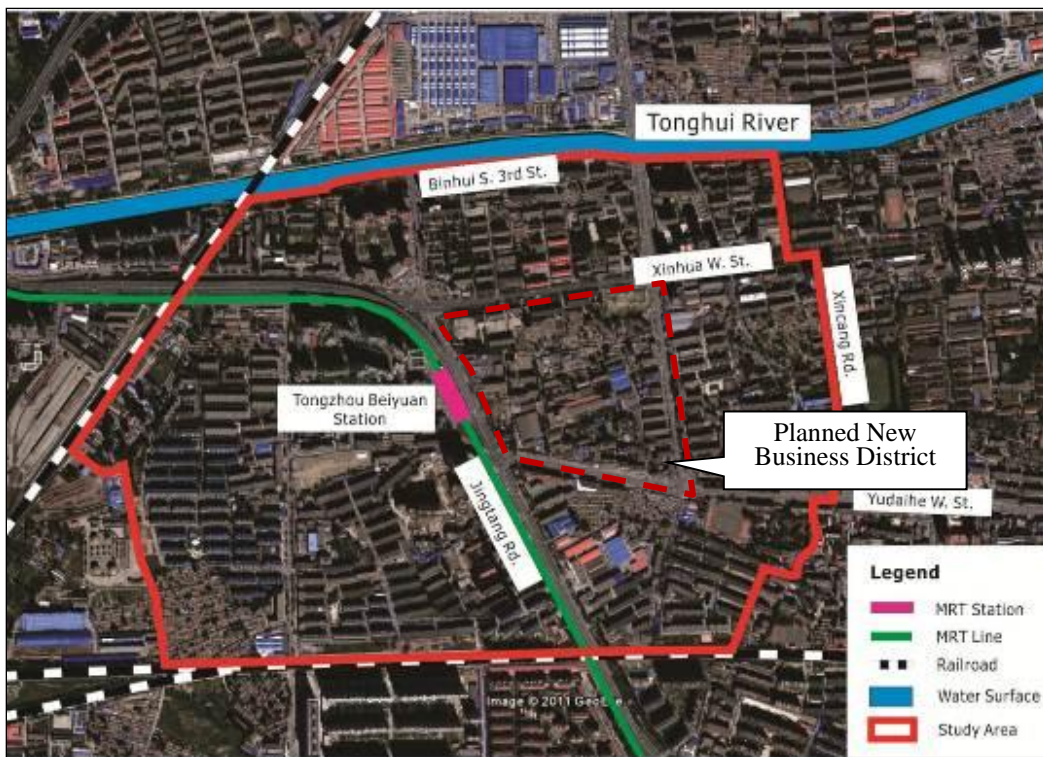 Tonghui River
Binhui S. 3rd St.
Xinhua W. St.
Xincang Rd.
Tongzhou Beiyuan
Station
Planned New
Business District
Jingtang Rd.
Yudaihe W. St.
Legend
MRT Station
MRT Line
Railroad
Water Surface
Study Area
Image © 2011 GeoEye